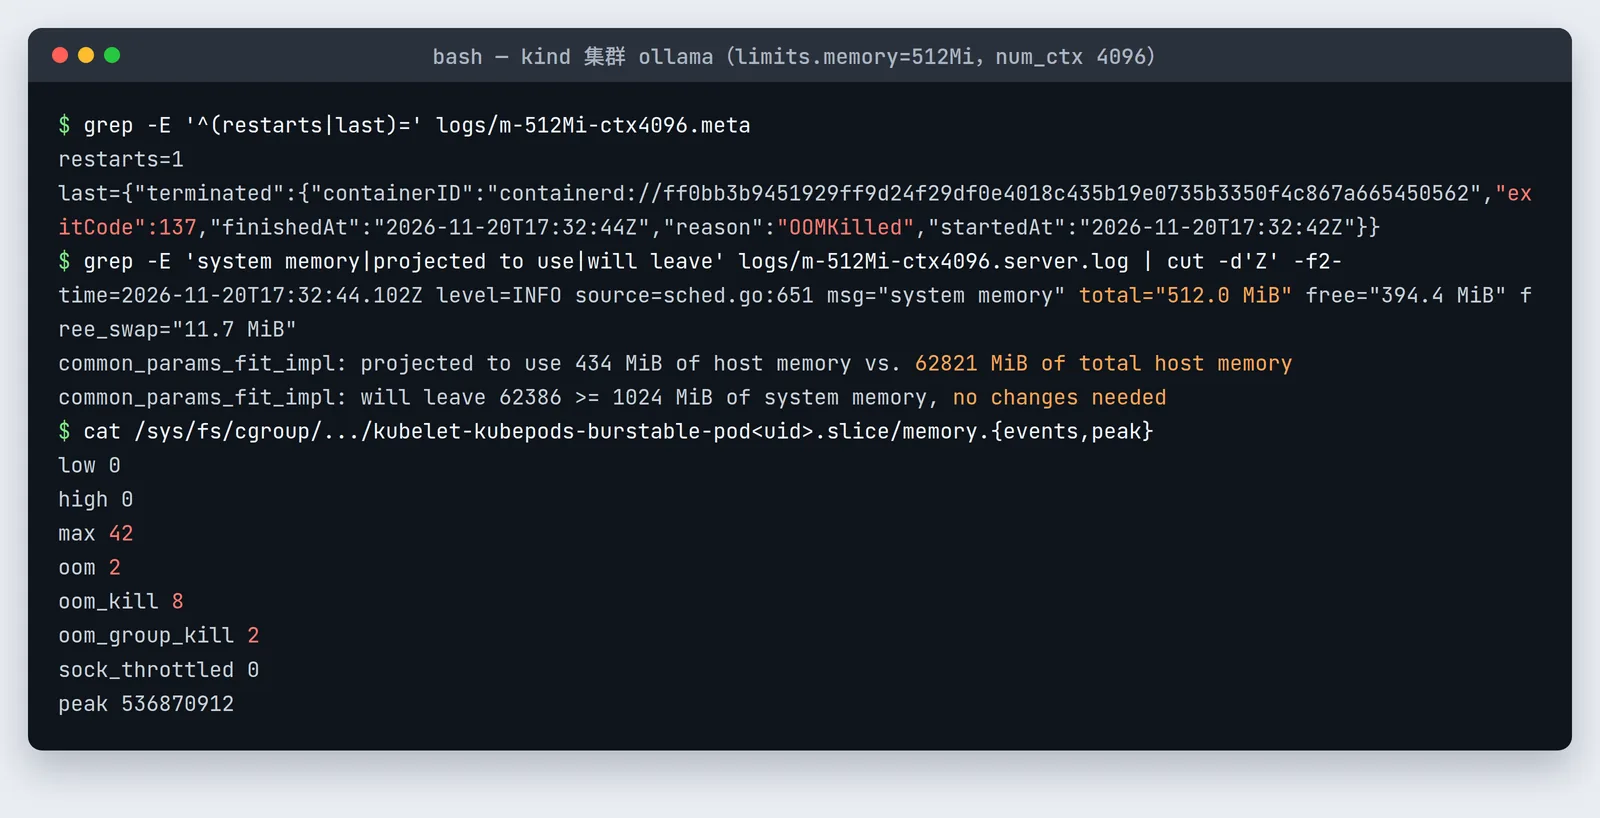 bash — kind 集群 ollama（limits.memory=512Mi，num_ctx 4096）
$ grep -E '^(restarts|last)=' logs/m-512Mi-ctx4096.meta
restarts=1
last={"terminated":{"containerID":"containerd://ff0bb3b9451929ff9d24f29df0e4018c435b19e0735b3350f4c867a665450562","ex
itCode":137,"finishedAt":"2026-11-20T17:32:44Z","reason":"OOMKilled","startedAt":"2026-11-20T17:32:42Z"}}
$ grep -E 'system memory|projected to use|will leave' logs/m-512Mi-ctx4096.server.log | cut -d'Z' -f2-
time=2026-11-20T17:32:44.102Z level=INFO source=sched.go:651 msg="system memory" total="512.0 MiB" free="394.4 MiB" f
ree_swap="11.7 MiB"
common_params_fit_impl: projected to use 434 MiB of host memory vs. 62821 MiB of total host memory
common_params_fit_impl: will leave 62386 >= 1024 MiB of system memory, no changes needed
$ cat /sys/fs/cgroup/.../kubelet-kubepods-burstable-pod<uid>.slice/memory.{events,peak}
low 0
high 0
max 42
oom 2
oom_kill 8
oom_group_kill 2
sock_throttled 0
peak 536870912